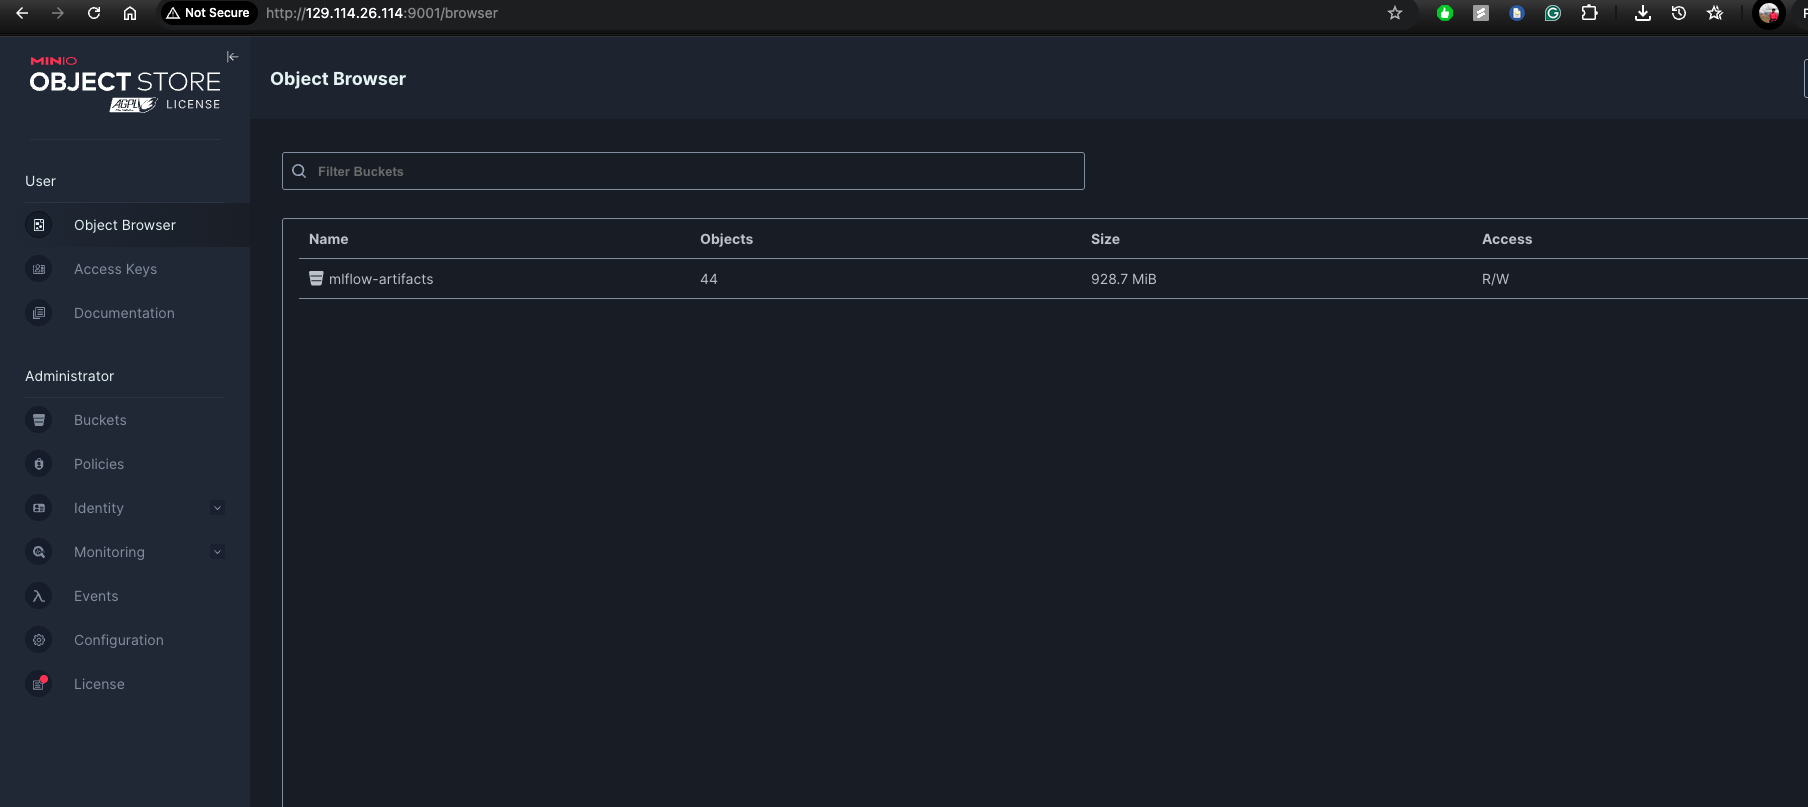 Not Secure http://129.114.26.114:9001/browser
MINIO
OBJECT STORE
AGPL V3 LICENSE
User
Object Browser
Access Keys
Documentation
Administrator
Buckets
Policies
Identity
Monitoring
Events
Configuration
License
Object Browser
Filter Buckets
Name Objects Size Access
mlflow-artifacts 44 928.7 MiB R/W